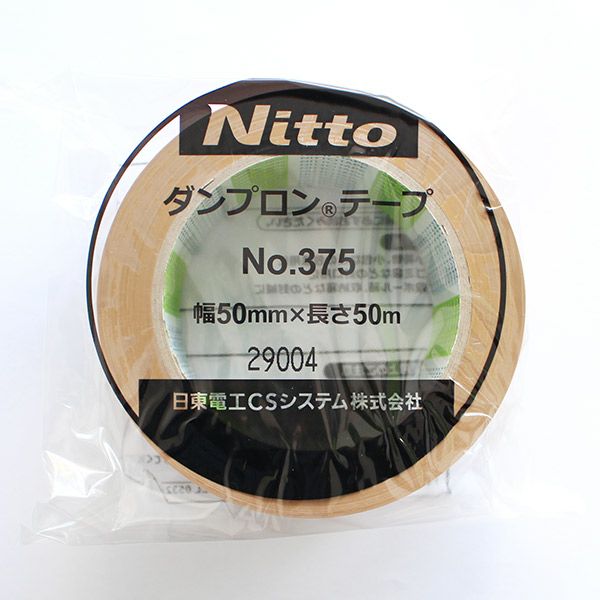 Nitto
ダンプロン®テープ
No.375
幅50mm×長さ50m
29004
日東電工CSシステム株式会社